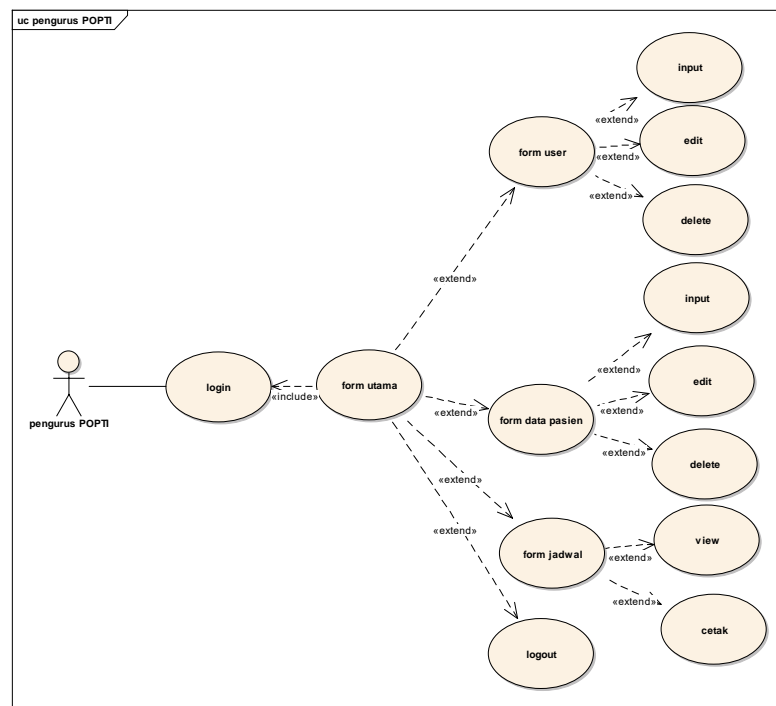 uc pengurus POPTI
input
«extend»
form user
edit
«extend»
«extend»
delete
«extend»
input
pengurus POPTI
login
«include»
form utama
«extend»
edit
«extend»
form data pasien
«extend»
«extend»
delete
«extend»
form jadwal
view
«extend»
«extend»
«extend»
cetak
logout